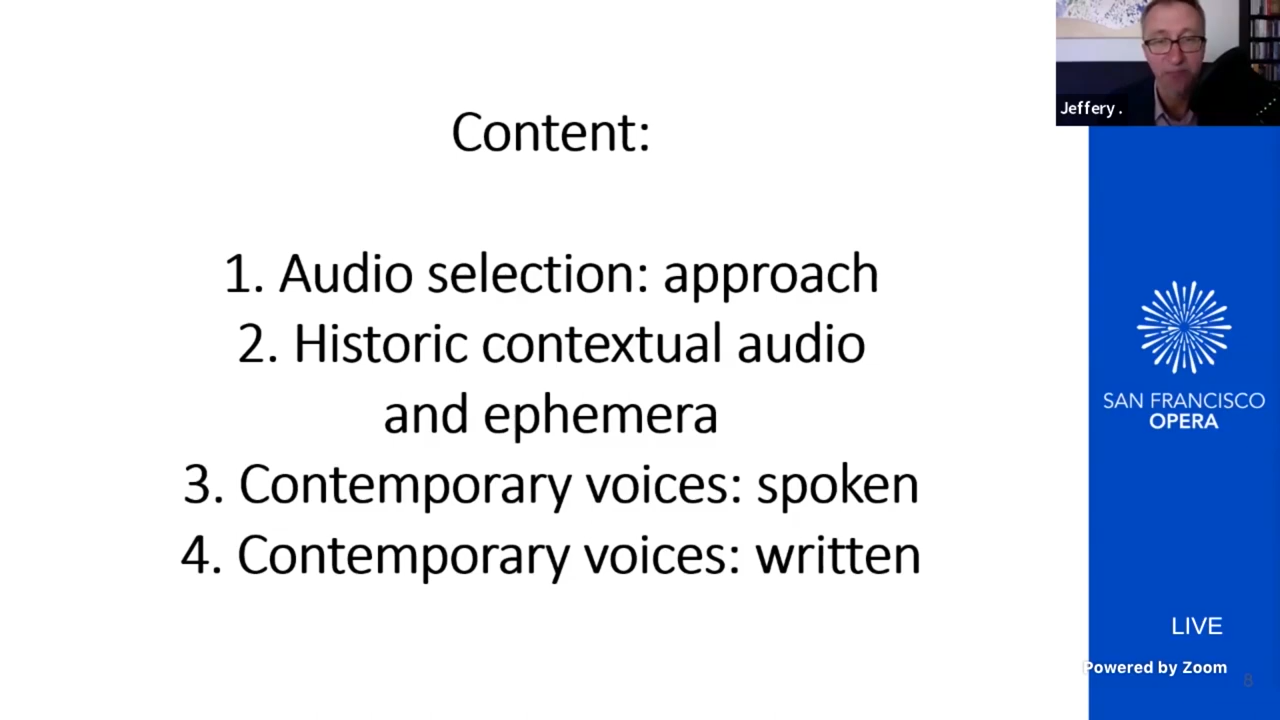 Content:
1. Audio selection: approach
2. Historic contextual audio
and ephemera
3. Contemporary voices: spoken
4. Contemporary voices: written
Jeffery .
SAN FRANCISCO
OPERA
LIVE
Powered by Zoom
8